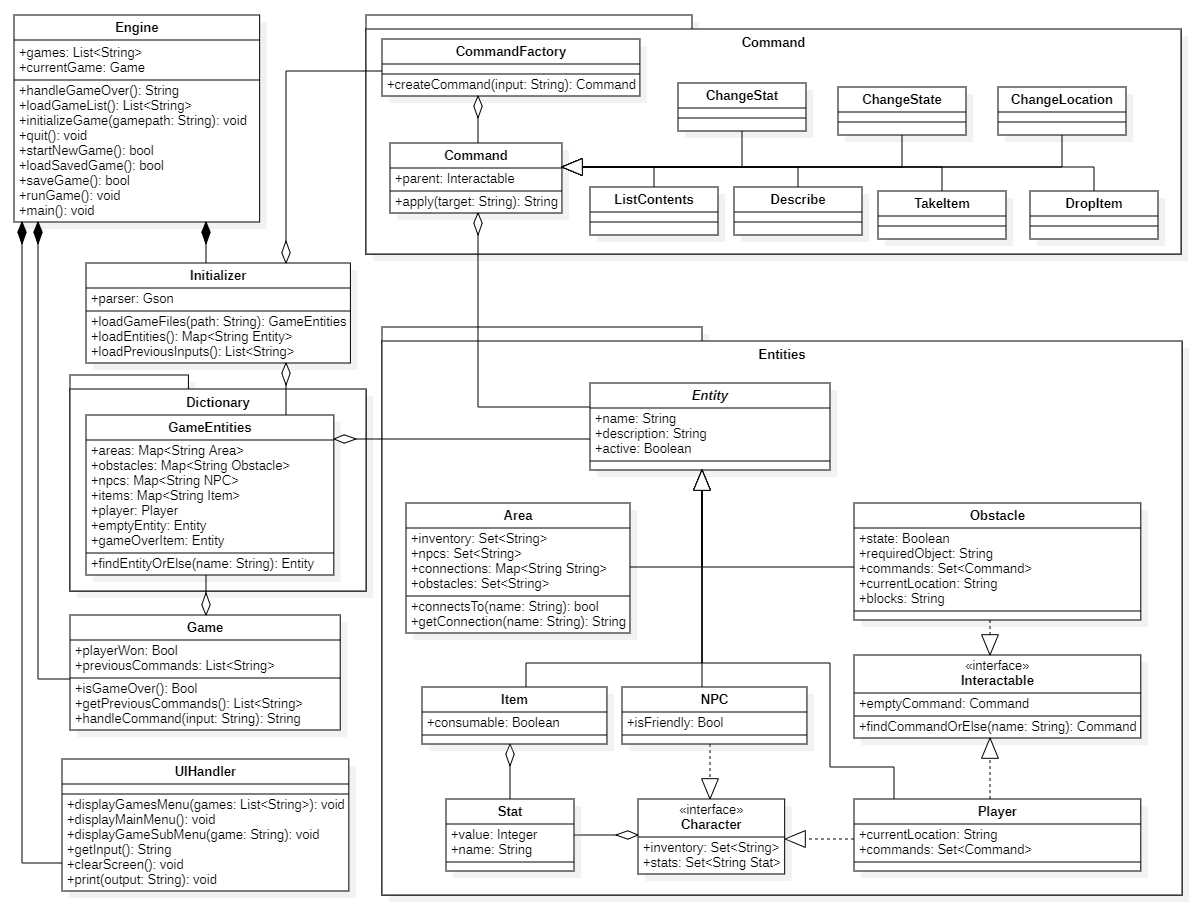 Engine
+games: List<String>
+currentGame: Game
+handleGameOver(): String
+loadGameList(): List<String>
+initializeGame(gamepath: String): void
+quit(): void
+startNewGame(): bool
+loadSavedGame(): bool
+saveGame(): bool
+runGame(): void
+main(): void
Command
CommandFactory
+createCommand(input: String): Command
Command
+parent: Interactable
+apply(target: String): String
ChangeStat
ChangeState
ChangeLocation
ListContents
Describe
TakeItem
DropItem
Initializer
+parser: Gson
+loadGameFiles(path: String): GameEntities
+loadEntities(): Map<String Entity>
+loadPreviousInputs(): List<String>
Dictionary
GameEntities
+areas: Map<String Area>
+obstacles: Map<String Obstacle>
+npcs: Map<String NPC>
+items: Map<String Item>
+player: Player
+emptyEntity: Entity
+gameOverItem: Entity
+findEntityOrElse(name: String): Entity
Game
+playerWon: Bool
+previousCommands: List<String>
+isGameOver(): Bool
+getPreviousCommands(): List<String>
+handleCommand(input: String): String
UIHandler
+displayGamesMenu(games: List<String>): void
+displayMainMenu(): void
+displayGameSubMenu(game: String): void
+getInput(): String
+clearScreen(): void
+print(output: String): void
Entities
Entity
+name: String
+description: String
+active: Boolean
Area
+inventory: Set<String>
+npcs: Set<String>
+connections: Map<String String>
+obstacles: Set<String>
+connectsTo(name: String): bool
+getConnection(name: String): String
Obstacle
+state: Boolean
+requiredObject: String
+commands: Set<Command>
+currentLocation: String
+blocks: String
«interface»
Interactable
+emptyCommand: Command
+findCommandOrElse(name: String): Command
Item
+consumable: Boolean
NPC
+isFriendly: Bool
Stat
+value: Integer
+name: String
«interface»
Character
+inventory: Set<String>
+stats: Set<String Stat>
Player
+currentLocation: String
+commands: Set<Command>